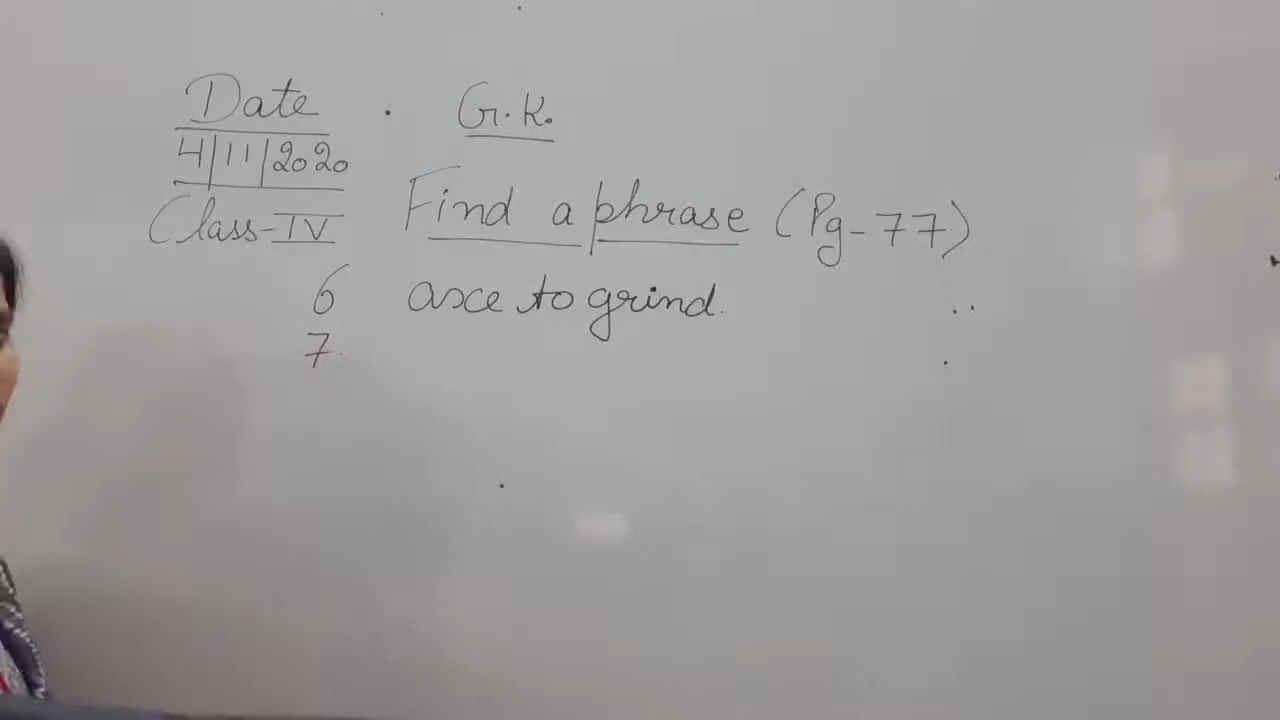 Date
G.K.
4/11/2020
Class-IV
Find a phrase (Pg-77)
6 axe to grind.
7.